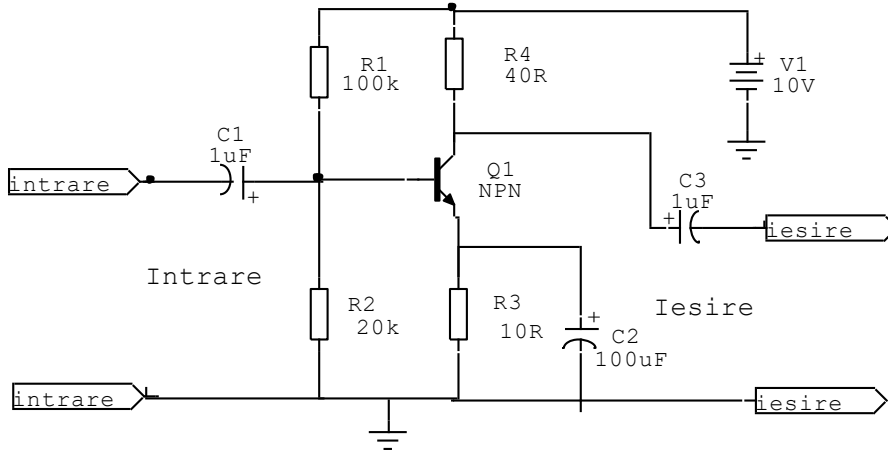 R1
100k
R4
40R
+
V1
10V
C1
1uF
+
intrare
Q1
NPN
C3
1uF
+
iesire
Intrare
R2
20k
R3
10R
+
C2
100uF
Iesire
intrare
iesire